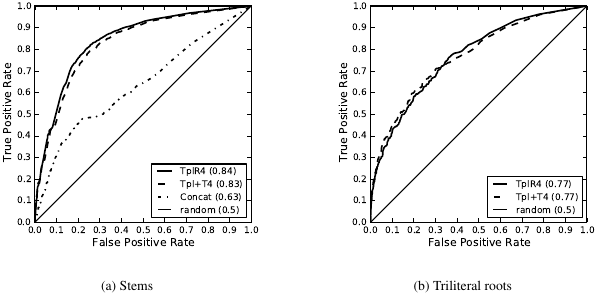 1.0
0.9
0.8
0.7
0.6
0.5
0.4
0.3
0.2
0.1
0.0
True Positive Rate
0.0 0.1 0.2 0.3 0.4 0.5 0.6 0.7 0.8 0.9 1.0
False Positive Rate
TplR4 (0.84)
Tpl+T4 (0.83)
Concat (0.63)
random (0.5)
(a) Stems
1.0
0.9
0.8
0.7
0.6
0.5
0.4
0.3
0.2
0.1
0.0
True Positive Rate
0.0 0.1 0.2 0.3 0.4 0.5 0.6 0.7 0.8 0.9 1.0
False Positive Rate
TplR4 (0.77)
Tpl+T4 (0.77)
random (0.5)
(b) Triliteral roots